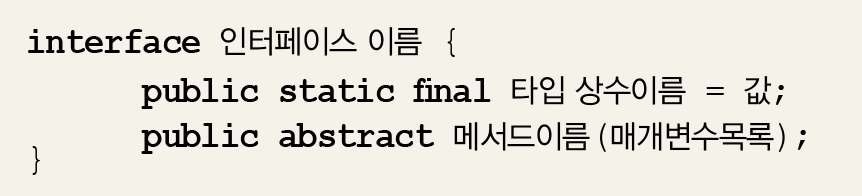 interface 인터페이스 이름 {
public static final 타입 상수이름 = 값;
public abstract 메서드이름(매개변수목록);
}